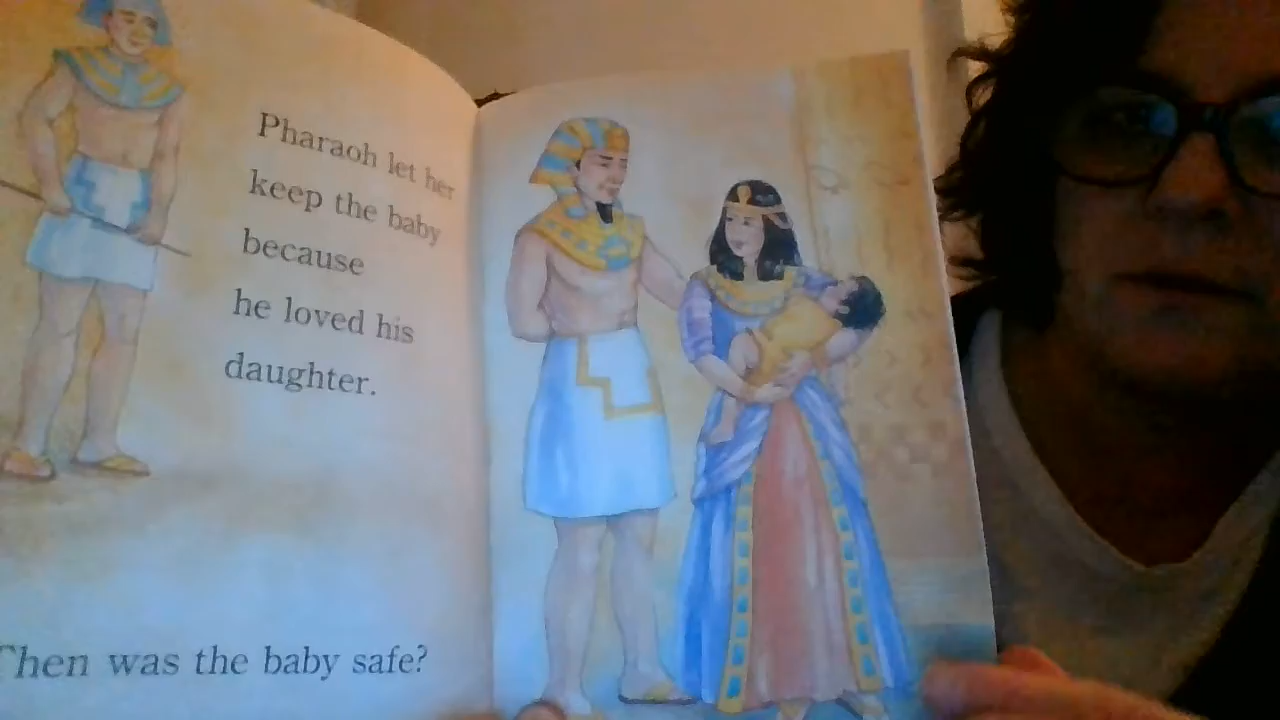 Pharaoh let her
keep the baby
because
he loved his
daughter.
Then was the baby safe?